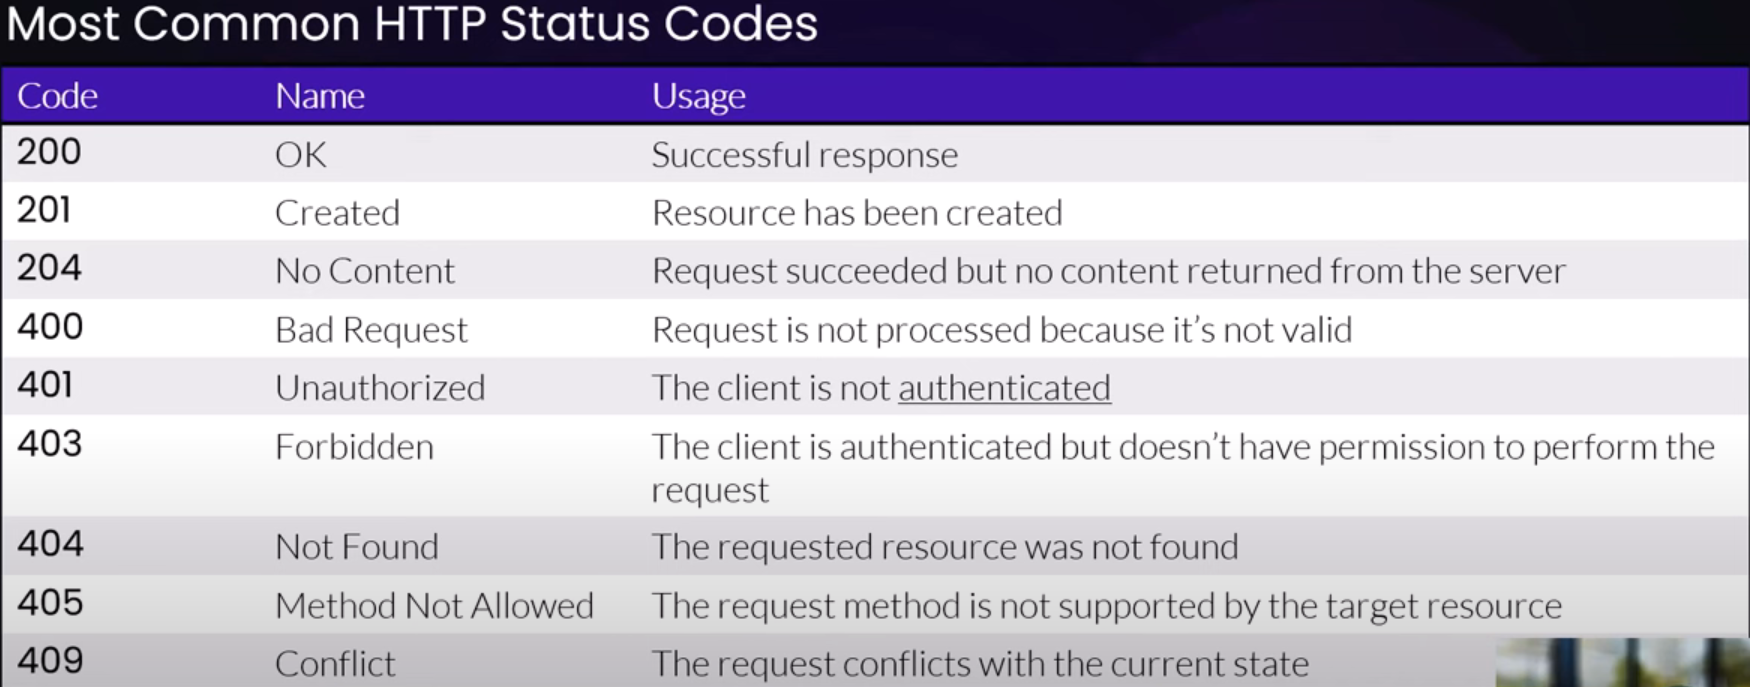 Most Common HTTP Status Codes
Code Name Usage
200 OK Successful response
201 Created Resource has been created
204 No Content Request succeeded but no content returned from the server
400 Bad Request Request is not processed because it’s not valid
401 Unauthorized The client is not authenticated
403 Forbidden The client is authenticated but doesn’t have permission to perform the
request
404 Not Found The requested resource was not found
405 Method Not Allowed The request method is not supported by the target resource
409 Conflict The request conflicts with the current state